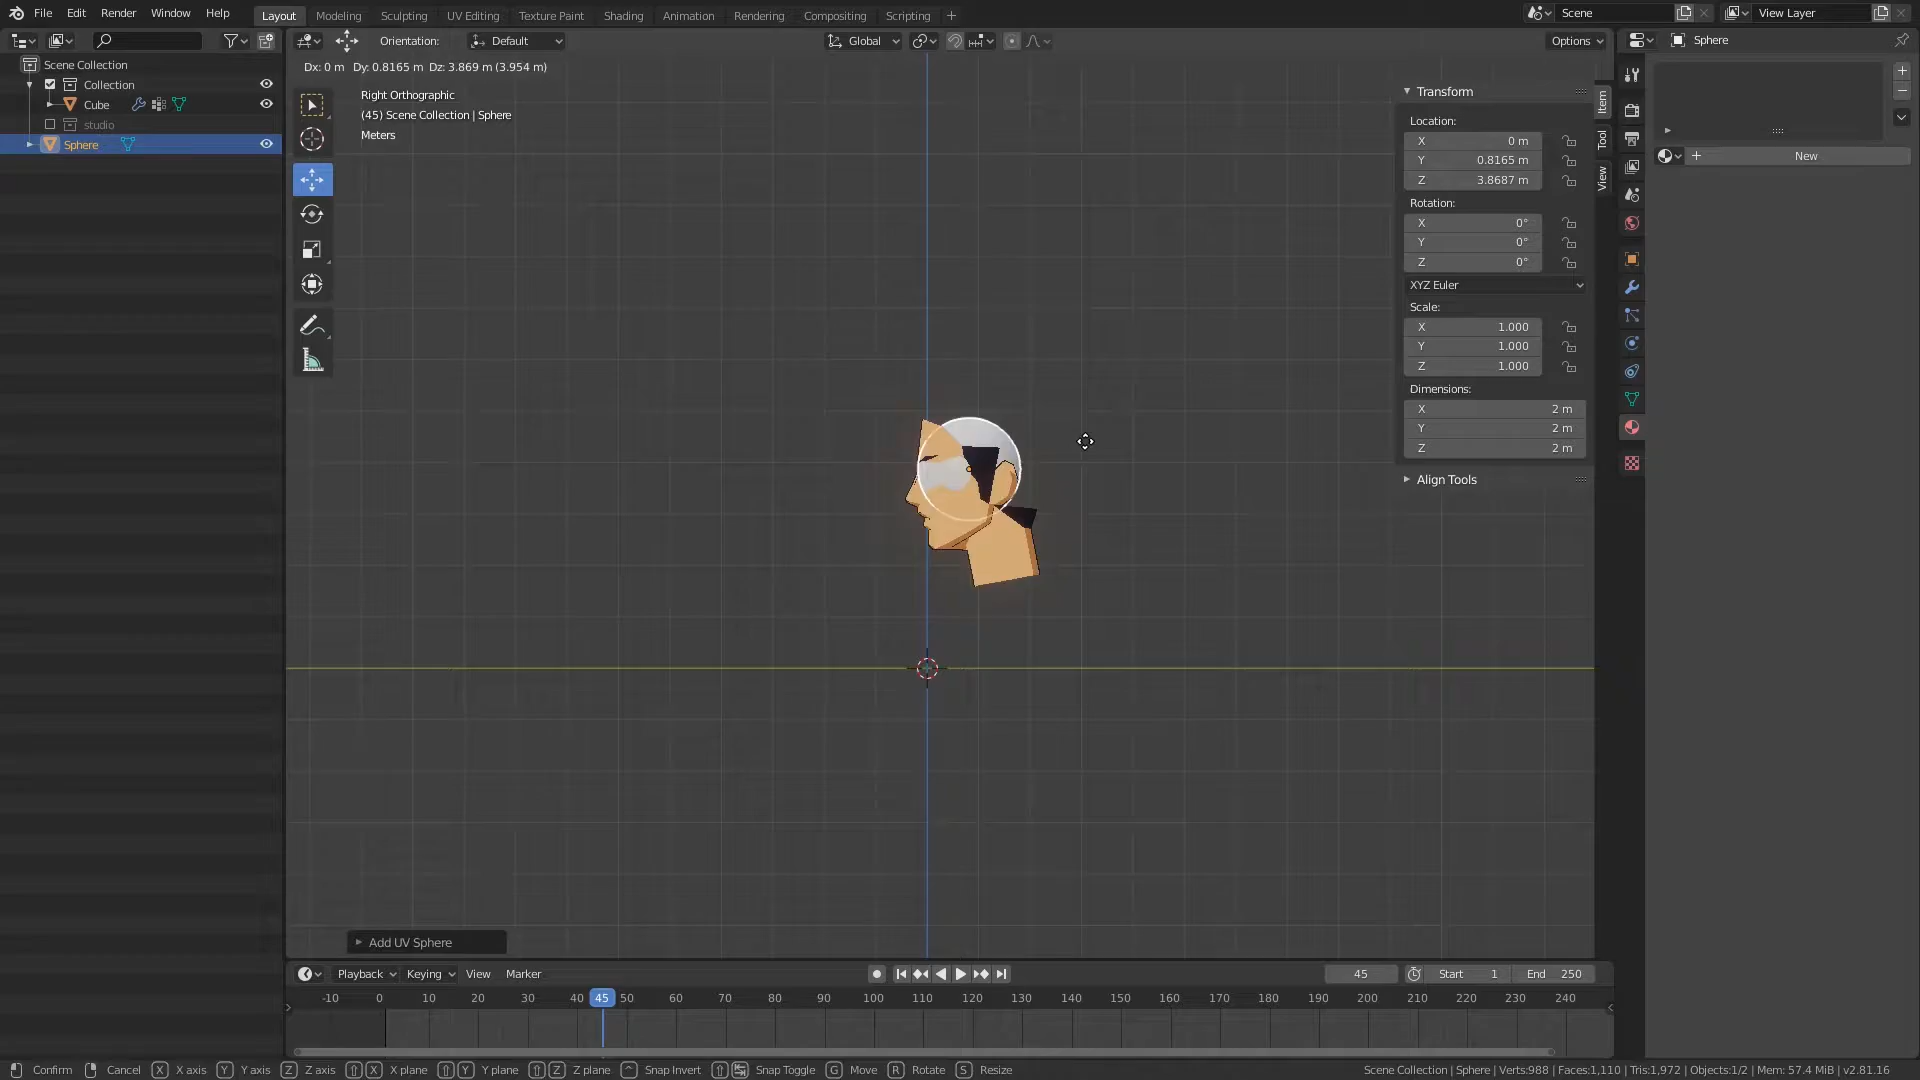 File Edit Render Window Help Layout Modeling Sculpting UV Editing Texture Paint Shading Animation Rendering Compositing Scripting + Scene View Layer
Orientation: Default Global Options Sphere
Scene Collection
Collection
Cube
studio
Sphere
Dx: 0 m Dy: 0.8165 m Dz: 3.869 m (3.954 m)
Right Orthographic
(45) Scene Collection | Sphere
Meters
Transform
Location:
X 0 m
Y 0.8165 m
Z 3.8687 m
Rotation:
X 0°
Y 0°
Z 0°
XYZ Euler
Scale:
X 1.000
Y 1.000
Z 1.000
Dimensions:
X 2 m
Y 2 m
Z 2 m
Align Tools
Item
Tool
View
New
Add UV Sphere
Playback Keying View Marker 45 Start 1 End 250
-10 0 10 20 30 40 45 50 60 70 80 90 100 110 120 130 140 150 160 170 180 190 200 210 220 230 240
Confirm Cancel X X axis Y Y axis Z Z axis X X plane Y Y plane Z Z plane Snap Invert Snap Toggle G Move R Rotate S Resize Scene Collection | Sphere | Verts:988 | Faces:1,110 | Tris:1,972 | Objects:1/2 | Mem: 57.4 MiB | v2.81.16